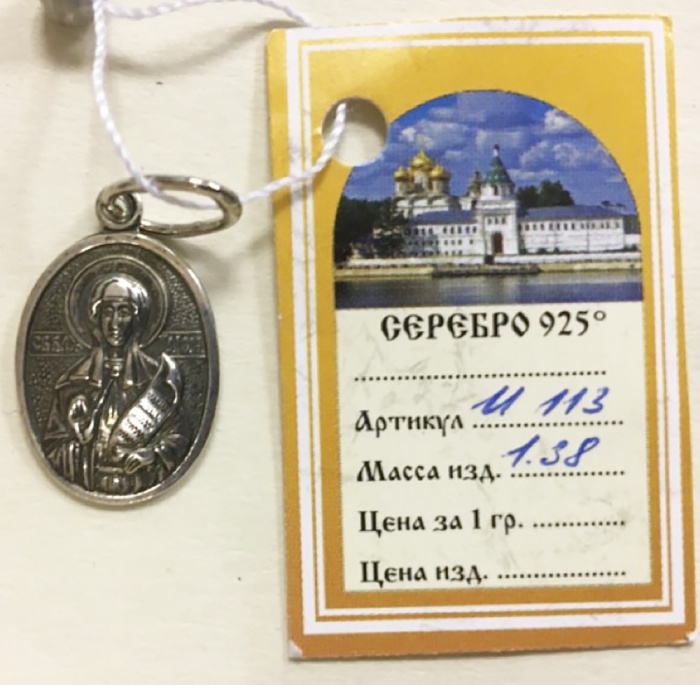 СЕРЕБРО 925°
Артикул И 113
Масса изд. 1.38
Цена за 1 гр.
Цена изд.